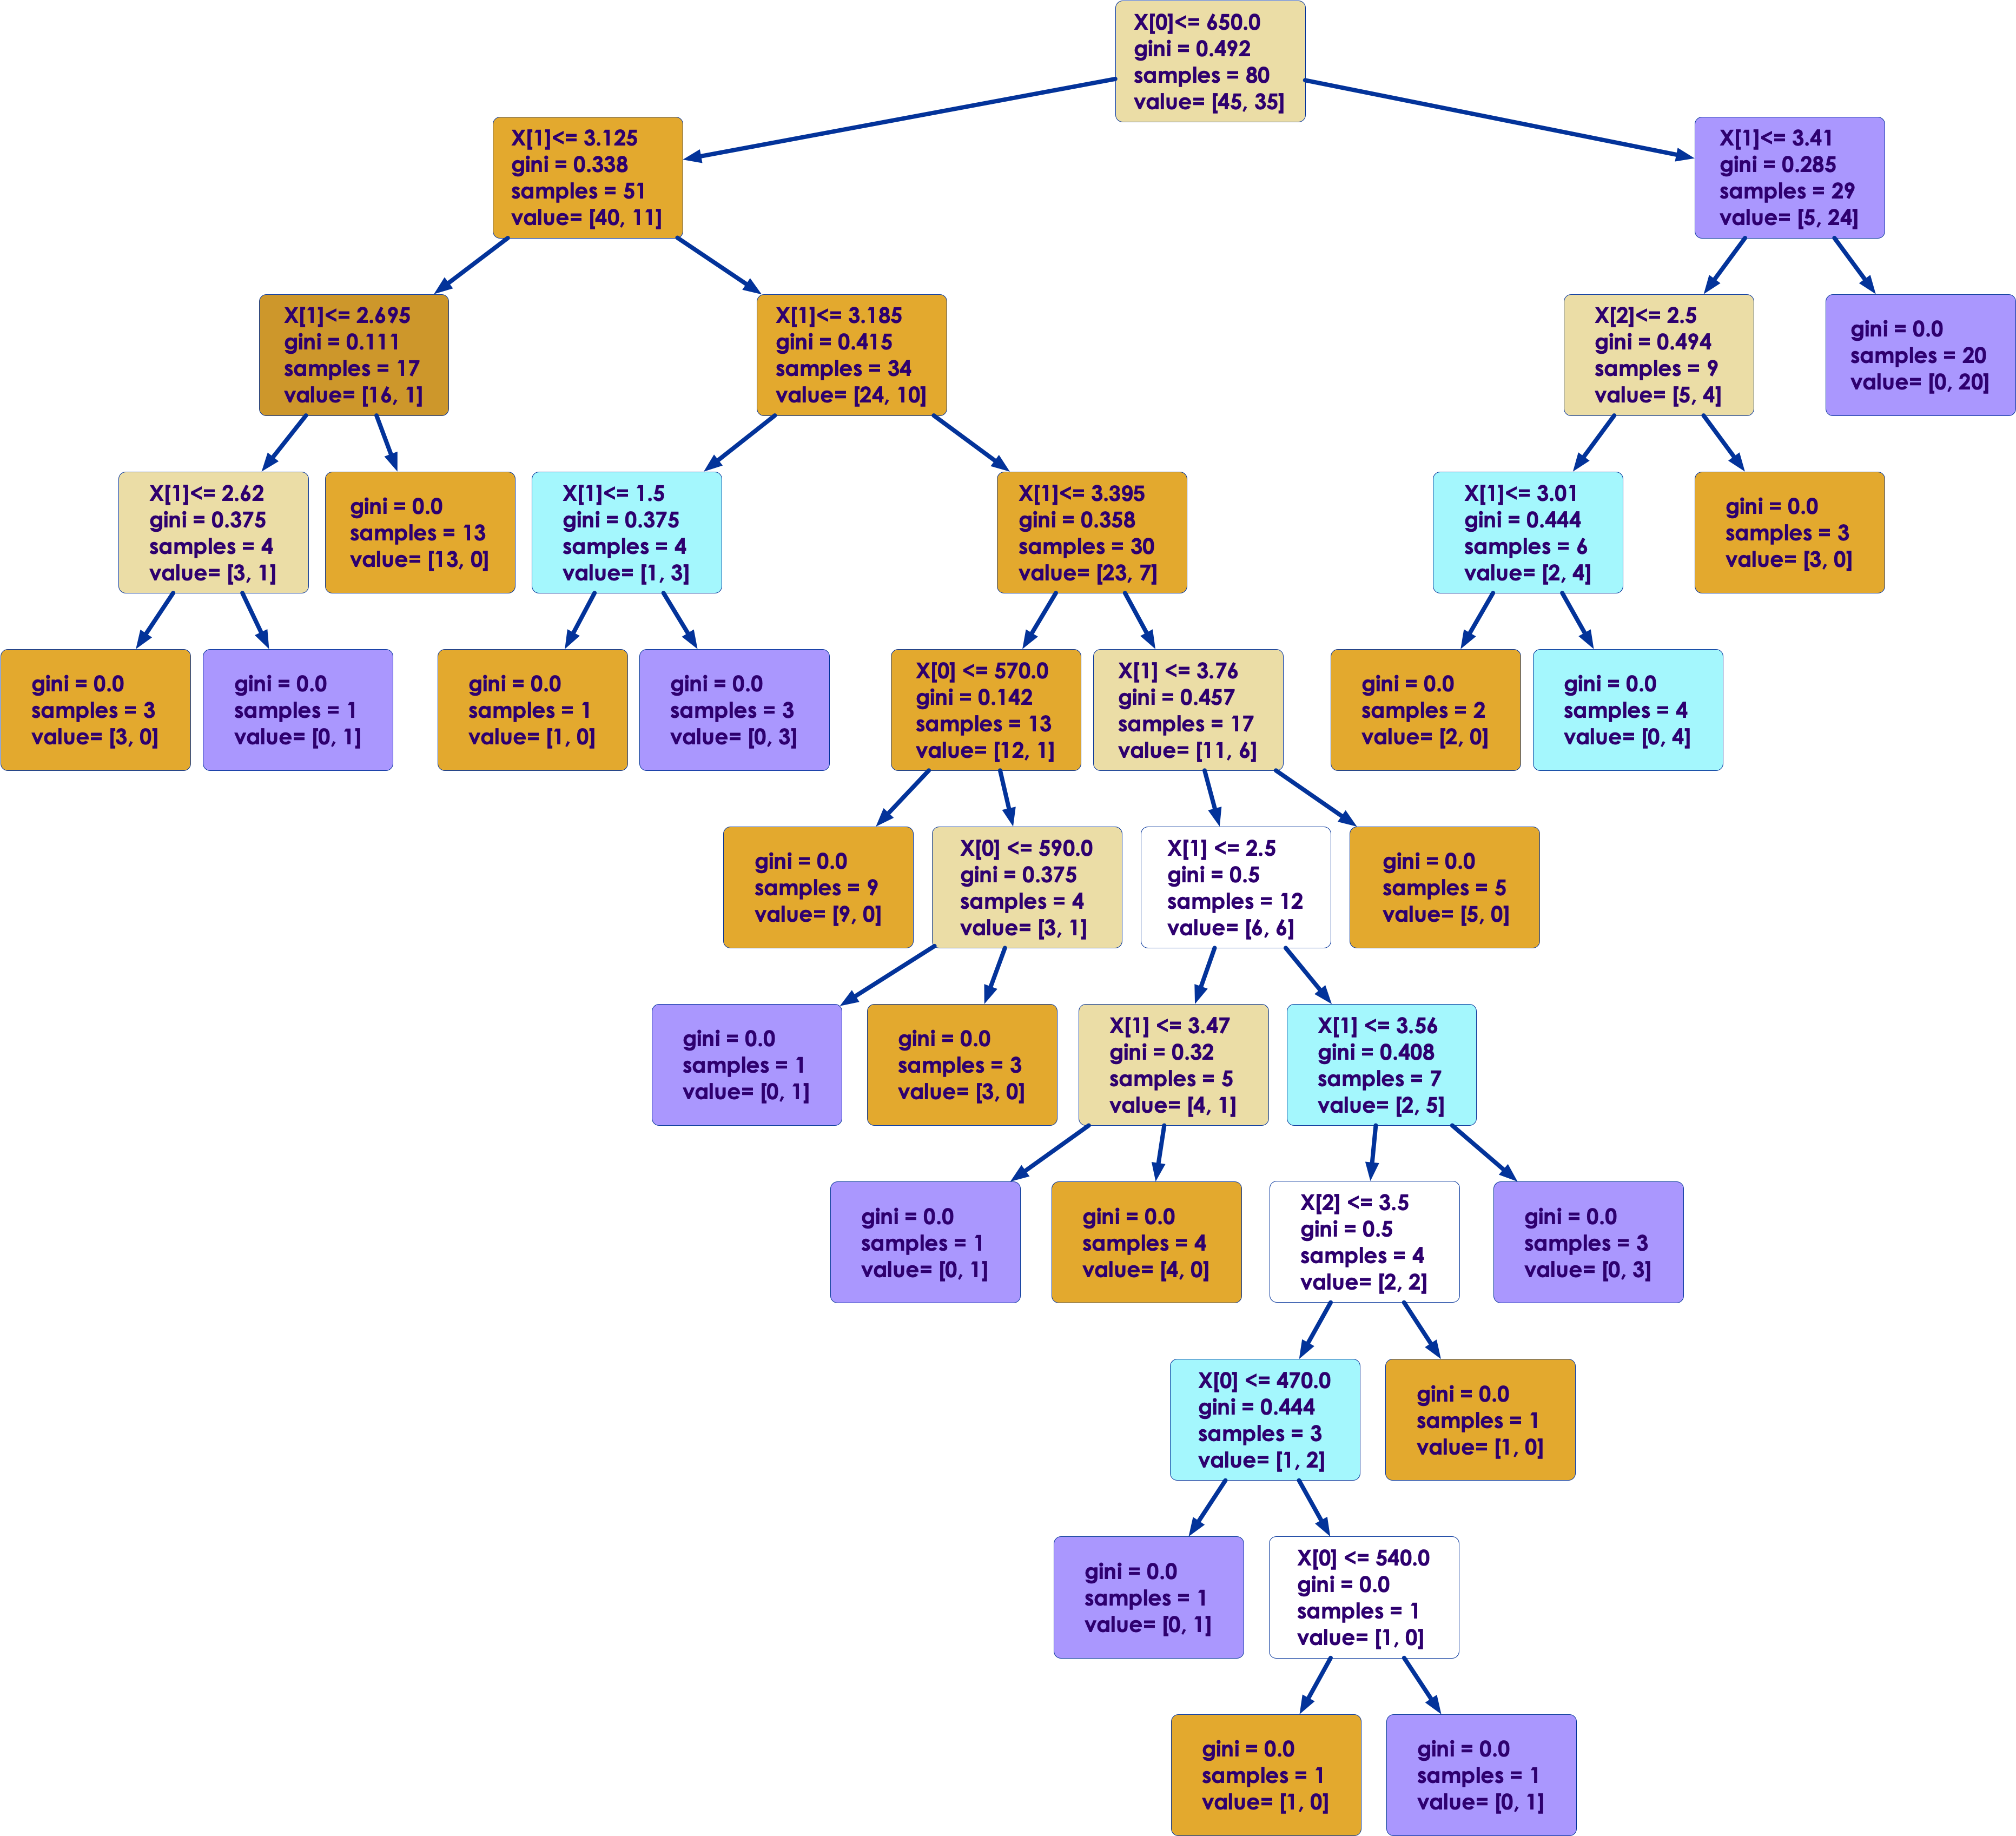 X[0]<= 650.0
gini = 0.492
samples = 80
value= [45, 35]
X[1]<= 3.125
gini = 0.338
samples = 51
value= [40, 11]
X[1]<= 3.41
gini = 0.285
samples = 29
value= [5, 24]
X[1]<= 2.695
gini = 0.111
samples = 17
value= [16, 1]
X[1]<= 3.185
gini = 0.415
samples = 34
value= [24, 10]
X[2]<= 2.5
gini = 0.494
samples = 9
value= [5, 4]
gini = 0.0
samples = 20
value= [0, 20]
X[1]<= 2.62
gini = 0.375
samples = 4
value= [3, 1]
gini = 0.0
samples = 13
value= [13, 0]
X[1]<= 1.5
gini = 0.375
samples = 4
value= [1, 3]
X[1]<= 3.395
gini = 0.358
samples = 30
value= [23, 7]
X[1]<= 3.01
gini = 0.444
samples = 6
value= [2, 4]
gini = 0.0
samples = 3
value= [3, 0]
gini = 0.0
samples = 3
value= [3, 0]
gini = 0.0
samples = 1
value= [0, 1]
gini = 0.0
samples = 1
value= [1, 0]
gini = 0.0
samples = 3
value= [0, 3]
X[0] <= 570.0
gini = 0.142
samples = 13
value= [12, 1]
X[1] <= 3.76
gini = 0.457
samples = 17
value= [11, 6]
gini = 0.0
samples = 2
value= [2, 0]
gini = 0.0
samples = 4
value= [0, 4]
gini = 0.0
samples = 9
value= [9, 0]
X[0] <= 590.0
gini = 0.375
samples = 4
value= [3, 1]
X[1] <= 2.5
gini = 0.5
samples = 12
value= [6, 6]
gini = 0.0
samples = 5
value= [5, 0]
gini = 0.0
samples = 1
value= [0, 1]
gini = 0.0
samples = 3
value= [3, 0]
X[1] <= 3.47
gini = 0.32
samples = 5
value= [4, 1]
X[1] <= 3.56
gini = 0.408
samples = 7
value= [2, 5]
gini = 0.0
samples = 1
value= [0, 1]
gini = 0.0
samples = 4
value= [4, 0]
X[2] <= 3.5
gini = 0.5
samples = 4
value= [2, 2]
gini = 0.0
samples = 3
value= [0, 3]
X[0] <= 470.0
gini = 0.444
samples = 3
value= [1, 2]
gini = 0.0
samples = 1
value= [1, 0]
gini = 0.0
samples = 1
value= [0, 1]
X[0] <= 540.0
gini = 0.0
samples = 1
value= [1, 0]
gini = 0.0
samples = 1
value= [1, 0]
gini = 0.0
samples = 1
value= [0, 1]